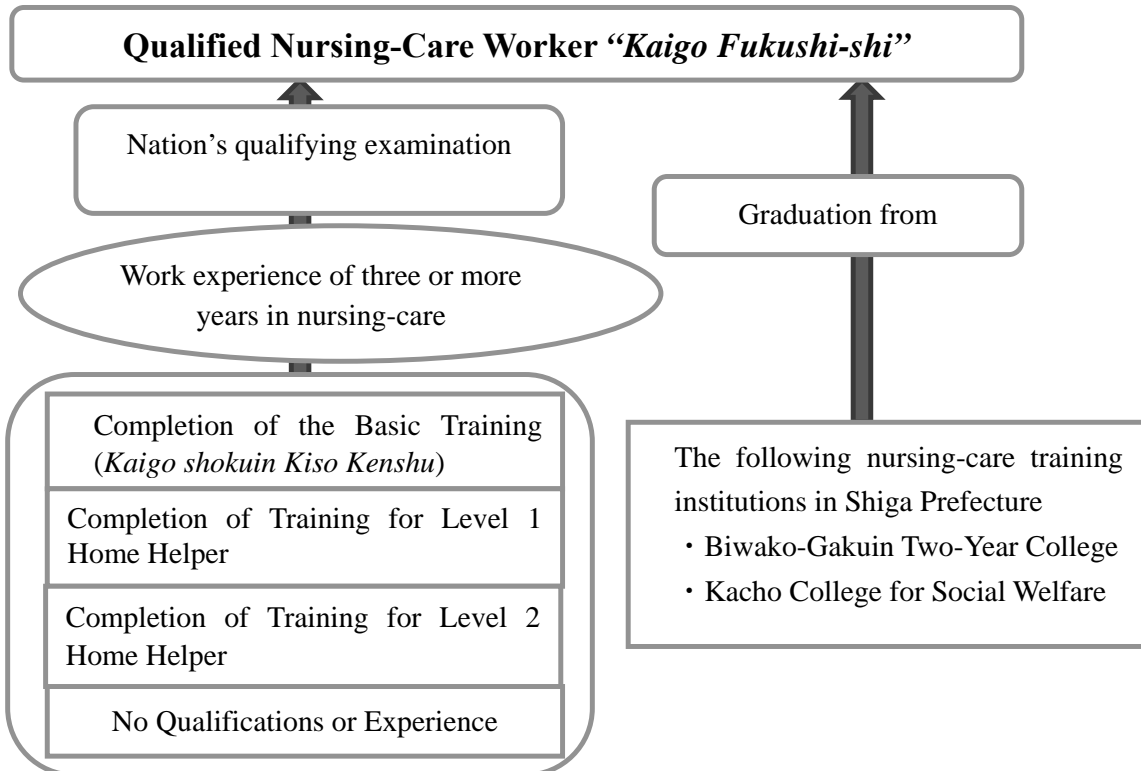 Qualified Nursing-Care Worker “Kaigo Fukushi-shi”
Nation’s qualifying examination
Work experience of three or more
years in nursing-care
Completion of the Basic Training
(Kaigo shokuin Kiso Kenshu)
Completion of Training for Level 1
Home Helper
Completion of Training for Level 2
Home Helper
No Qualifications or Experience
Graduation from
The following nursing-care training
institutions in Shiga Prefecture
・Biwako-Gakuin Two-Year College
・Kacho College for Social Welfare